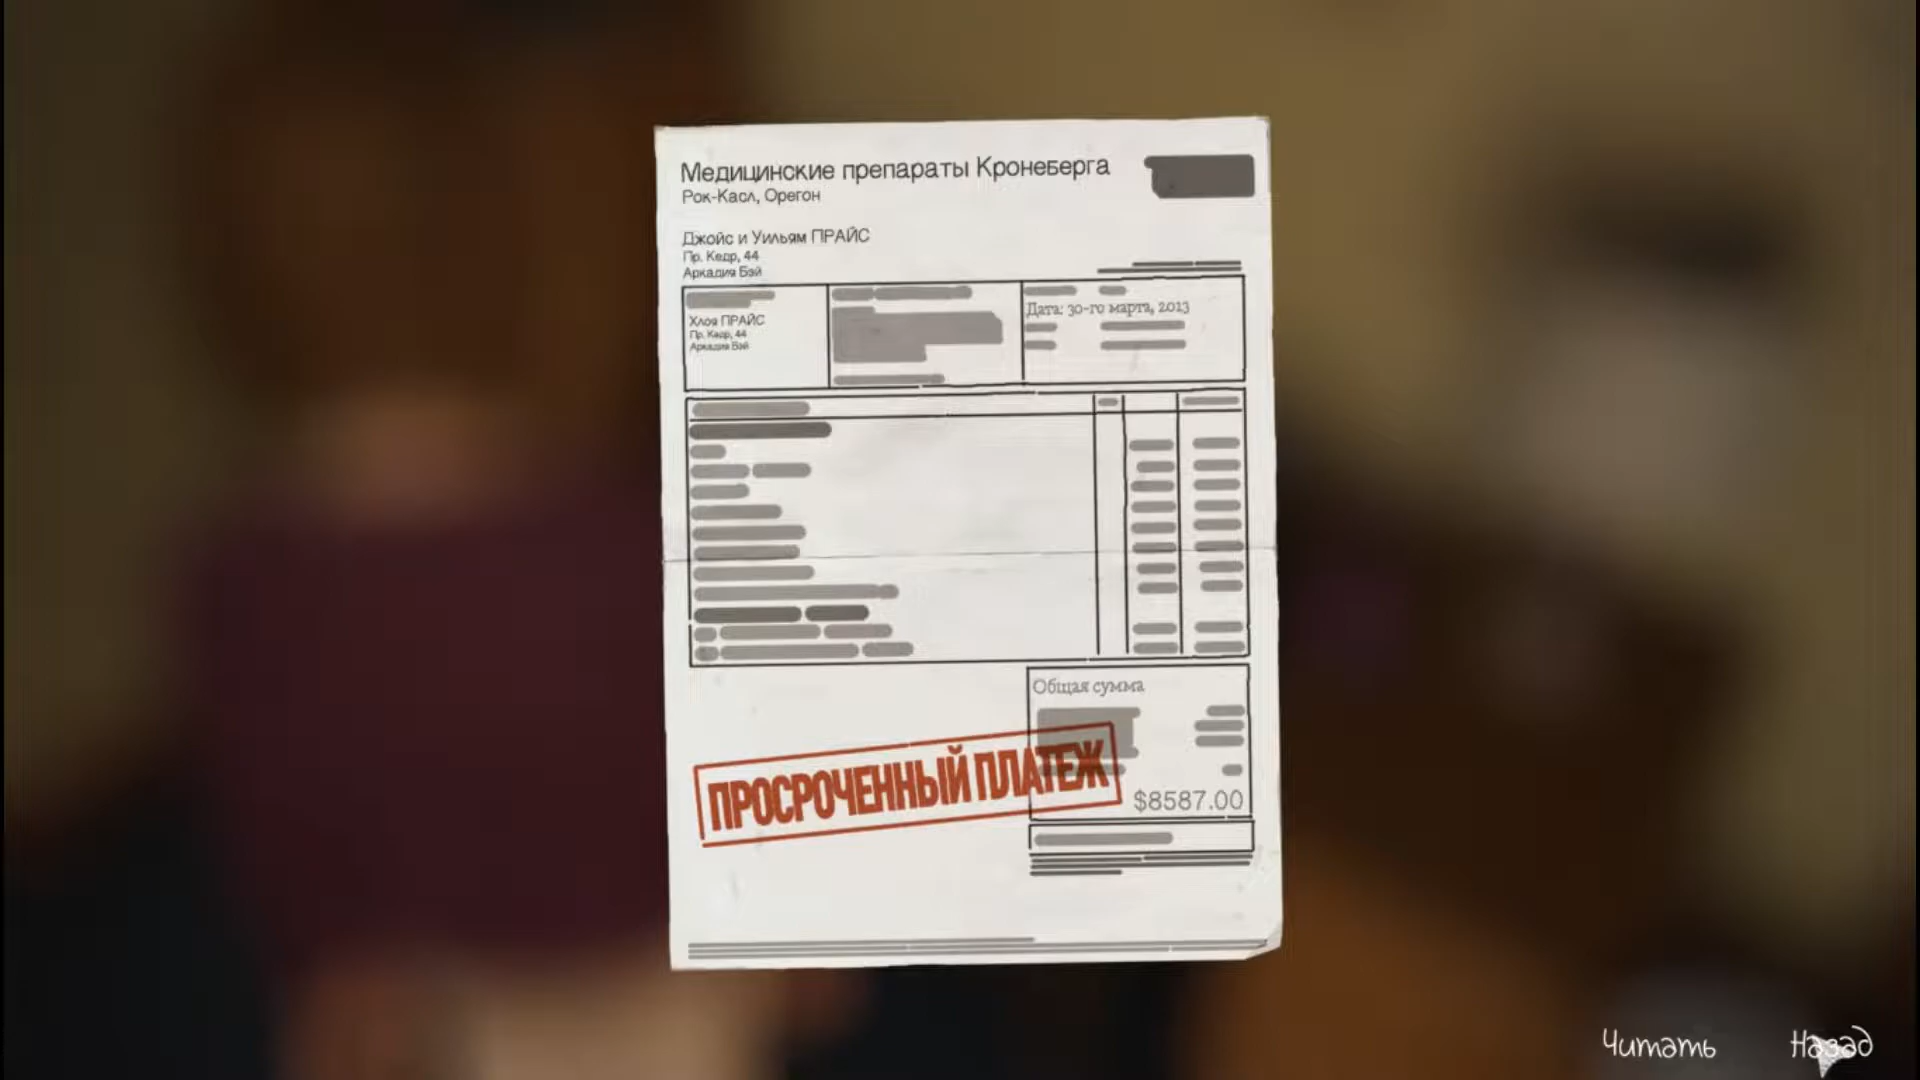 Медицинские препараты Кронеберга
Рок-Касл, Орегон
Джойс и Уильям ПРАЙС
Пр. Кедр, 44
Аркадия Бэй
Хлоя ПРАЙС
Пр. Кедр, 44
Аркадия Бэй
Дата: 30-го марта, 2013
Общая сумма
ПРОСРОЧЕННЫЙ ПЛАТЕЖ
$8587.00
Читать
Назад